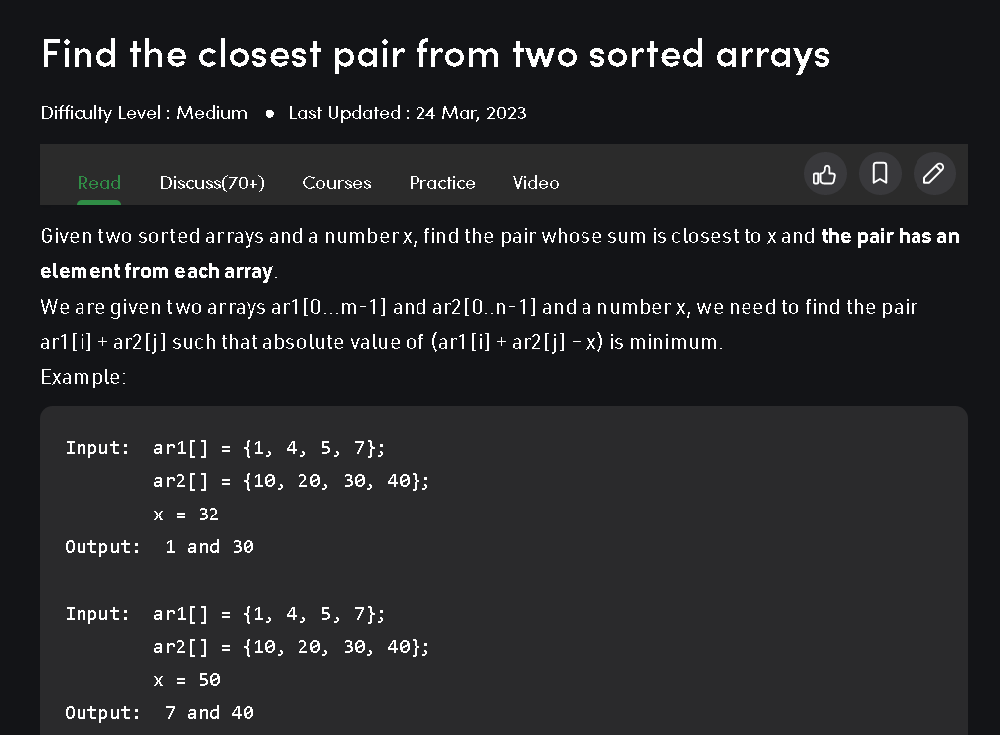 Find the closest pair from two sorted arrays
Difficulty Level : Medium ● Last Updated : 24 Mar, 2023
Read Discuss(70+) Courses Practice Video
Given two sorted arrays and a number x, find the pair whose sum is closest to x and the pair has an
element from each array.
We are given two arrays ar1[0…m-1] and ar2[0..n-1] and a number x, we need to find the pair
ar1[i] + ar2[j] such that absolute value of (ar1[i] + ar2[j] – x) is minimum.
Example:
Input:  ar1[] = {1, 4, 5, 7};
        ar2[] = {10, 20, 30, 40};
        x = 32
Output:  1 and 30
Input:  ar1[] = {1, 4, 5, 7};
        ar2[] = {10, 20, 30, 40};
        x = 50
Output:  7 and 40